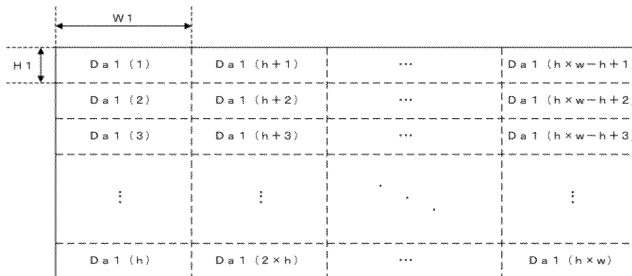 W1
H1 Da1 (1) Da1 (h+1) ··· Da1 (h×w−h+1)
Da1 (2) Da1 (h+2) ··· Da1 (h×w−h+2)
Da1 (3) Da1 (h+3) ··· Da1 (h×w−h+3)
⋮ ⋮ ⋱ ⋮
Da1 (h) Da1 (2×h) ··· Da1 (h×w)